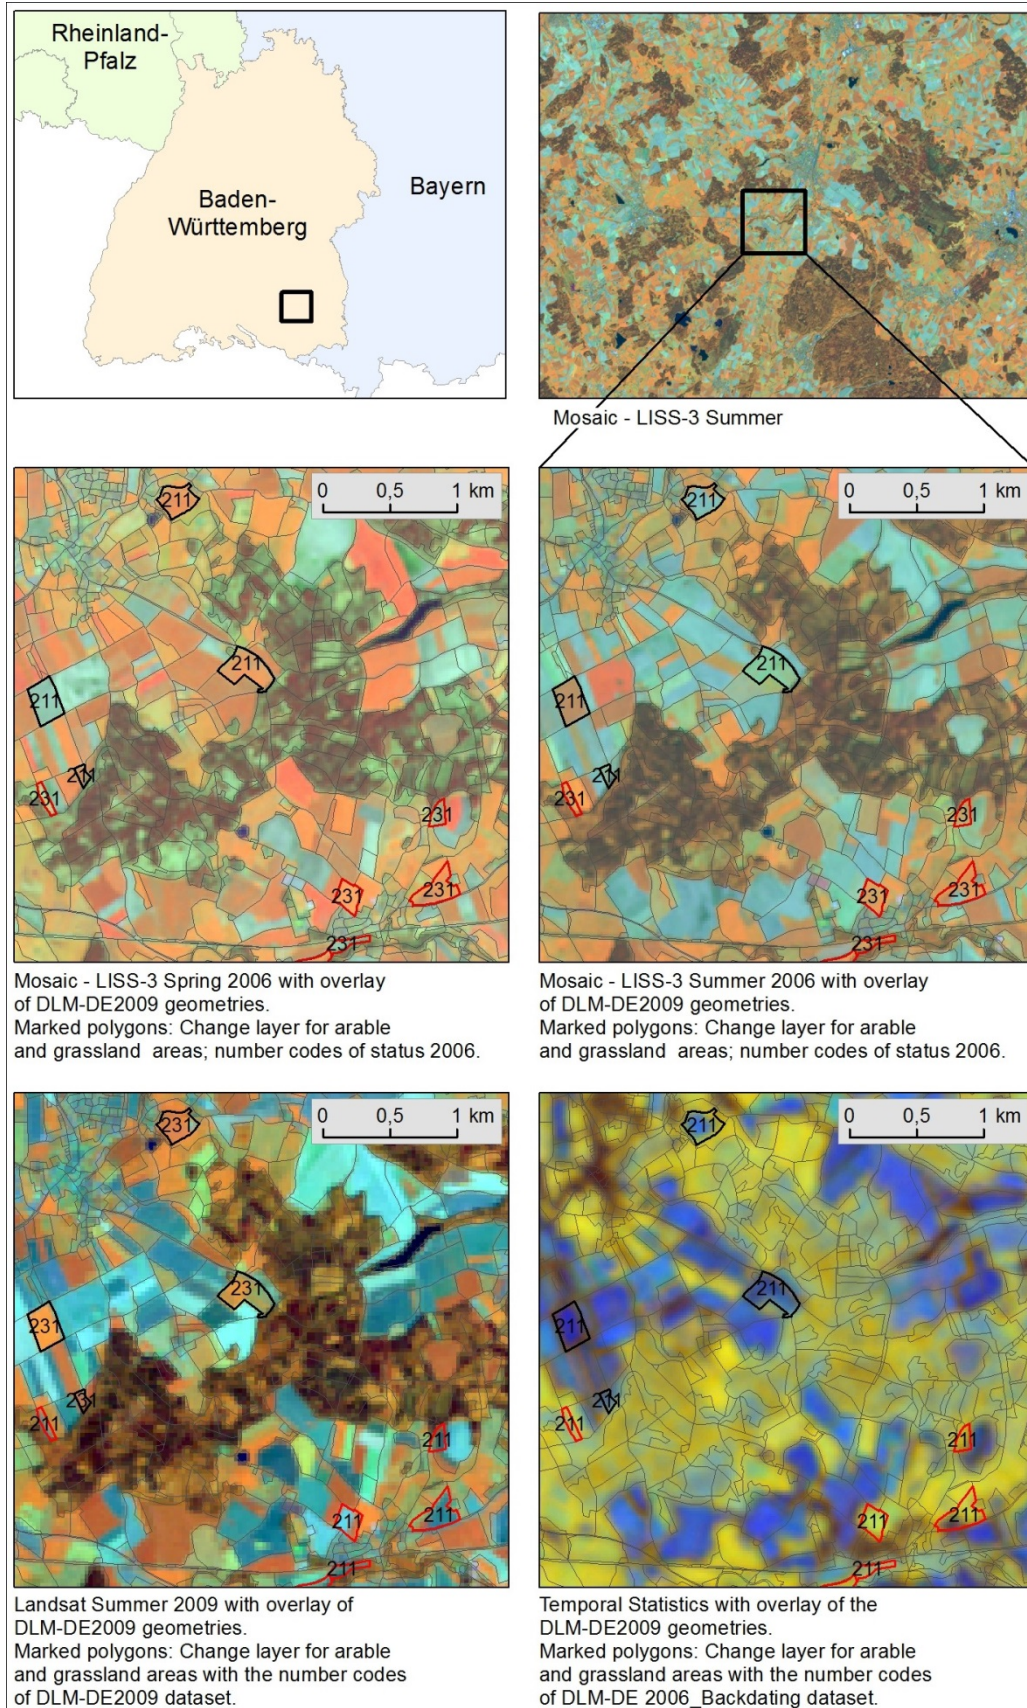 Rheinland-
Pfalz
Baden-
Württemberg
Bayern
Mosaic - LISS-3 Summer
0 0,5 1 km
211
211
211
211
231
231
231
231
231
Mosaic - LISS-3 Spring 2006 with overlay
of DLM-DE2009 geometries.
Marked polygons: Change layer for arable
and grassland areas; number codes of status 2006.
0 0,5 1 km
211
211
211
211
231
231
231
231
231
Mosaic - LISS-3 Summer 2006 with overlay
of DLM-DE2009 geometries.
Marked polygons: Change layer for arable
and grassland areas; number codes of status 2006.
0 0,5 1 km
231
231
231
231
211
211
211
211
211
Landsat Summer 2009 with overlay of
DLM-DE2009 geometries.
Marked polygons: Change layer for arable
and grassland areas with the number codes
of DLM-DE2009 dataset.
0 0,5 1 km
211
211
211
211
211
211
211
211
211
Temporal Statistics with overlay of the
DLM-DE2009 geometries.
Marked polygons: Change layer for arable
and grassland areas with the number codes
of DLM-DE 2006_Backdating dataset.